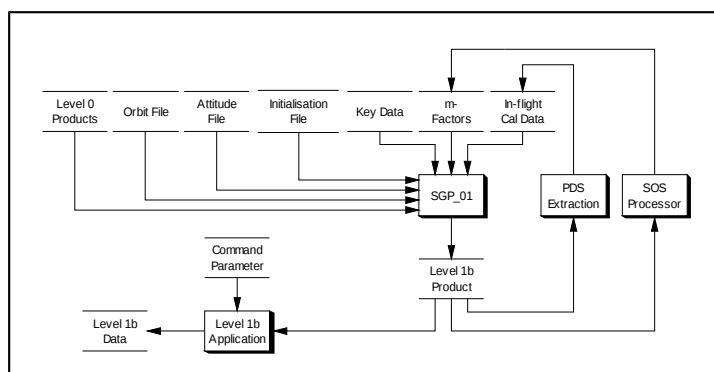 Level 0
Products
Orbit File
Attitude
File
Initialisation
File
Key Data
m-
Factors
In-flight
Cal Data
SGP_01
PDS
Extraction
SOS
Processor
Command
Parameter
Level 1b
Product
Level 1b
Data
Level 1b
Application